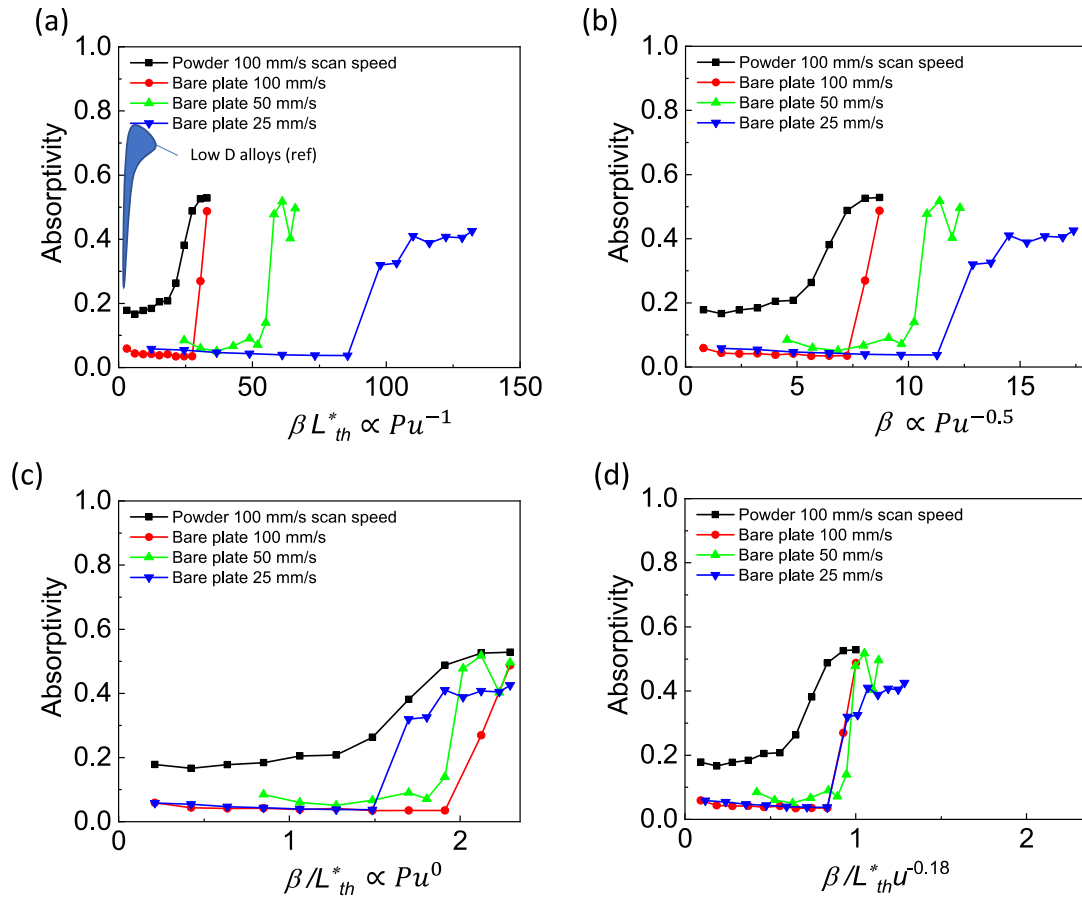 (a)
1.0
0.8
0.6
0.4
0.2
0.0
Absorptivity
Powder 100 mm/s scan speed
Bare plate 100 mm/s
Bare plate 50 mm/s
Bare plate 25 mm/s
Low D alloys (ref)
0 50 100 150
β L*th ∝ Pu⁻¹
(b)
1.0
0.8
0.6
0.4
0.2
0.0
Absorptivity
Powder 100 mm/s scan speed
Bare plate 100 mm/s
Bare plate 50 mm/s
Bare plate 25 mm/s
0 5 10 15
β ∝ Pu⁻⁰·⁵
(c)
1.0
0.8
0.6
0.4
0.2
0.0
Absorptivity
Powder 100 mm/s scan speed
Bare plate 100 mm/s
Bare plate 50 mm/s
Bare plate 25 mm/s
0 1 2
β/L*th ∝ Pu⁰
(d)
1.0
0.8
0.6
0.4
0.2
0.0
Absorptivity
Powder 100 mm/s scan speed
Bare plate 100 mm/s
Bare plate 50 mm/s
Bare plate 25 mm/s
0 1 2
β/L*th u⁻⁰·¹⁸